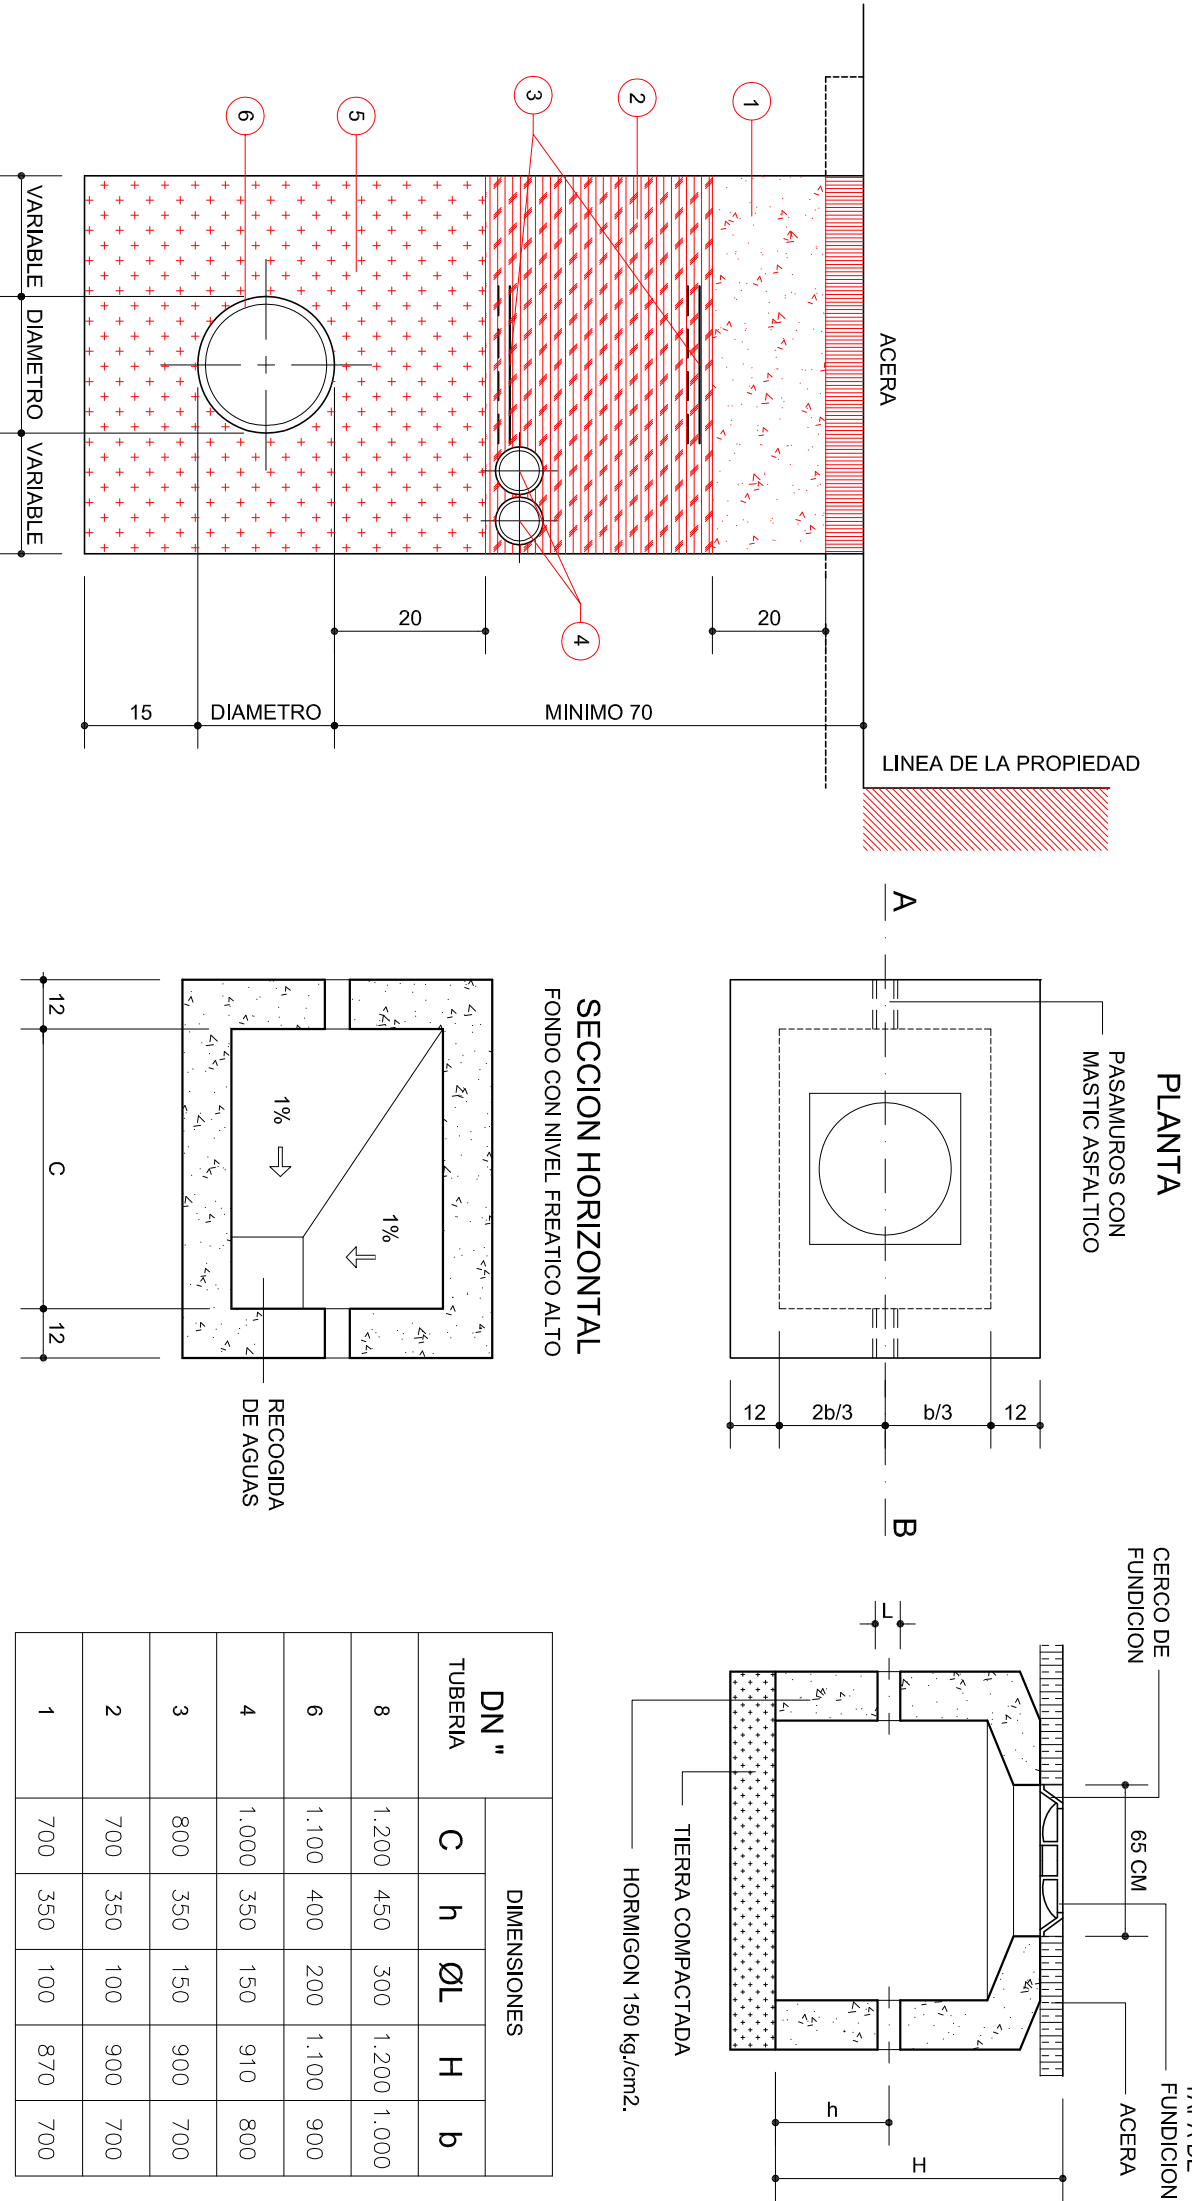 ACERA
1
2
3
5
6
4
VARIABLE
DIAMETRO
VARIABLE
20
20
15
DIAMETRO
MINIMO 70
LINEA DE LA PROPIEDAD
PLANTA
PASAMUROS CON
MASTIC ASFALTICO
A
B
12
2b/3
b/3
12
SECCION HORIZONTAL
FONDO CON NIVEL FREATICO ALTO
1%
1%
12
C
12
RECOGIDA
DE AGUAS
CERCO DE
FUNDICION
65 CM
TAPA DE
FUNDICION
ACERA
L
TIERRA COMPACTADA
HORMIGON 150 kg./cm2.
h
H
DN "
TUBERIA
DIMENSIONES
C h ØL H b
8 1.200 450 300 1.200 1.000
6 1.100 400 200 1.100 900
4 1.000 350 150 910 800
3 800 350 150 900 700
2 700 350 100 900 700
1 700 350 100 870 700